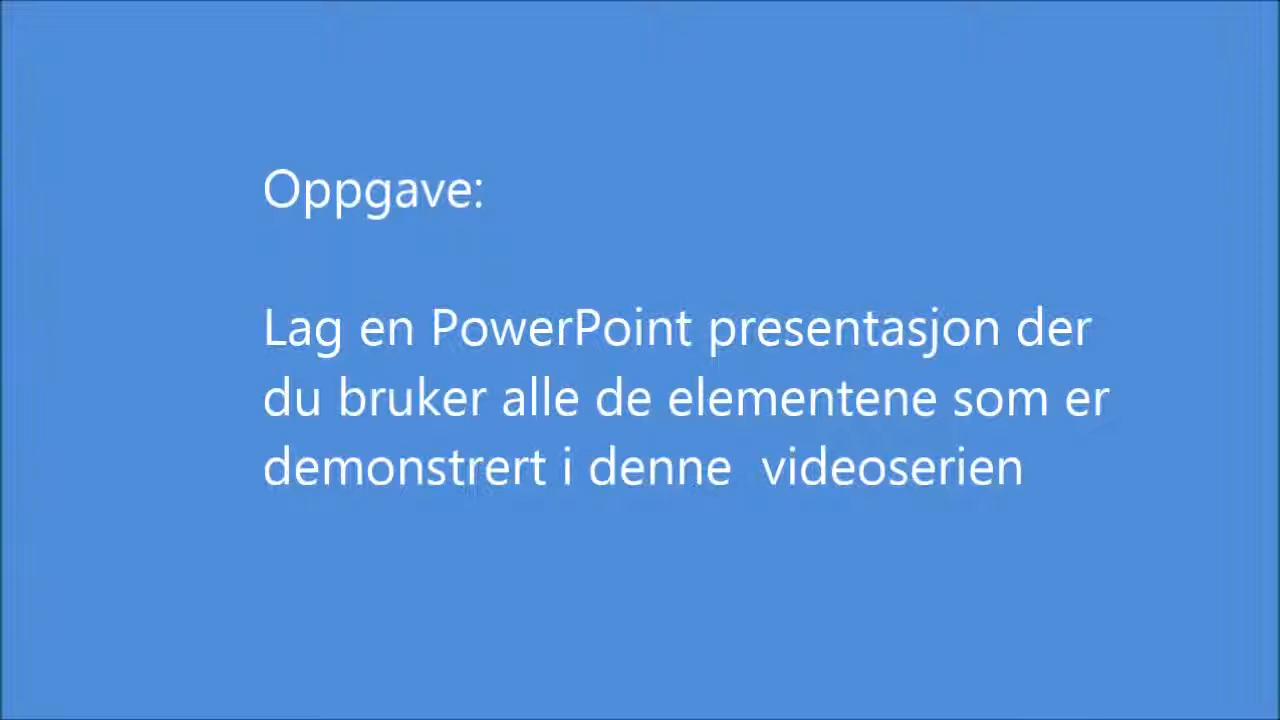 Oppgave:
Lag en PowerPoint presentasjon der
du bruker alle de elementene som er
demonstrert i denne  videoserien